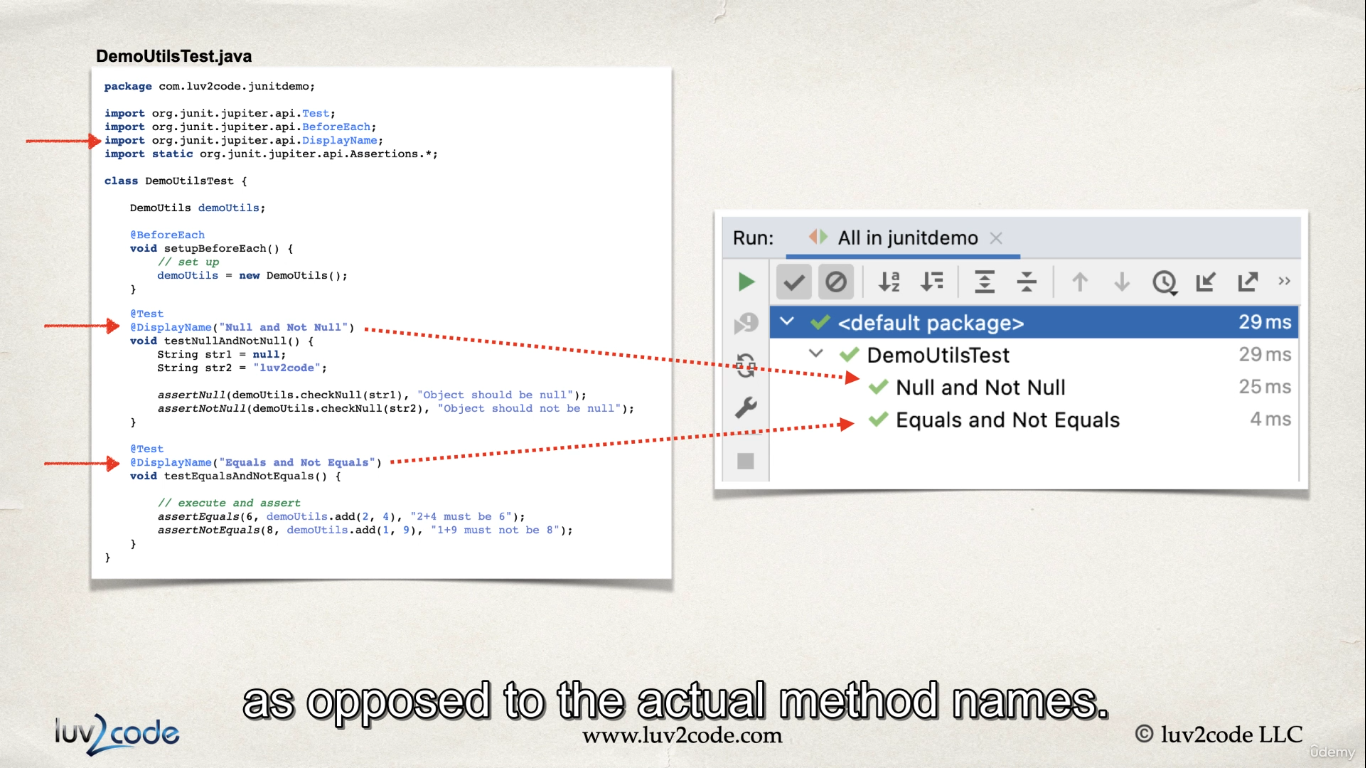 DemoUtilsTest.java
package com.luv2code.junitdemo;
import org.junit.jupiter.api.Test;
import org.junit.jupiter.api.BeforeEach;
import org.junit.jupiter.api.DisplayName;
import static org.junit.jupiter.api.Assertions.*;
class DemoUtilsTest {
DemoUtils demoUtils;
@BeforeEach
void setupBeforeEach() {
// set up
demoUtils = new DemoUtils();
}
@Test
@DisplayName("Null and Not Null")
void testNullAndNotNull() {
String str1 = null;
String str2 = "luv2code";
assertNull(demoUtils.checkNull(str1), "Object should be null");
assertNotNull(demoUtils.checkNull(str2), "Object should not be null");
}
@Test
@DisplayName("Equals and Not Equals")
void testEqualsAndNotEquals() {
// execute and assert
assertEquals(6, demoUtils.add(2, 4), "2+4 must be 6");
assertNotEquals(8, demoUtils.add(1, 9), "1+9 must not be 8");
}
}
Run: All in junitdemo
<default package> 29 ms
DemoUtilsTest 29 ms
Null and Not Null 25 ms
Equals and Not Equals 4 ms
as opposed to the actual method names.
luv2code
www.luv2code.com
© luv2code LLC
ûdemy